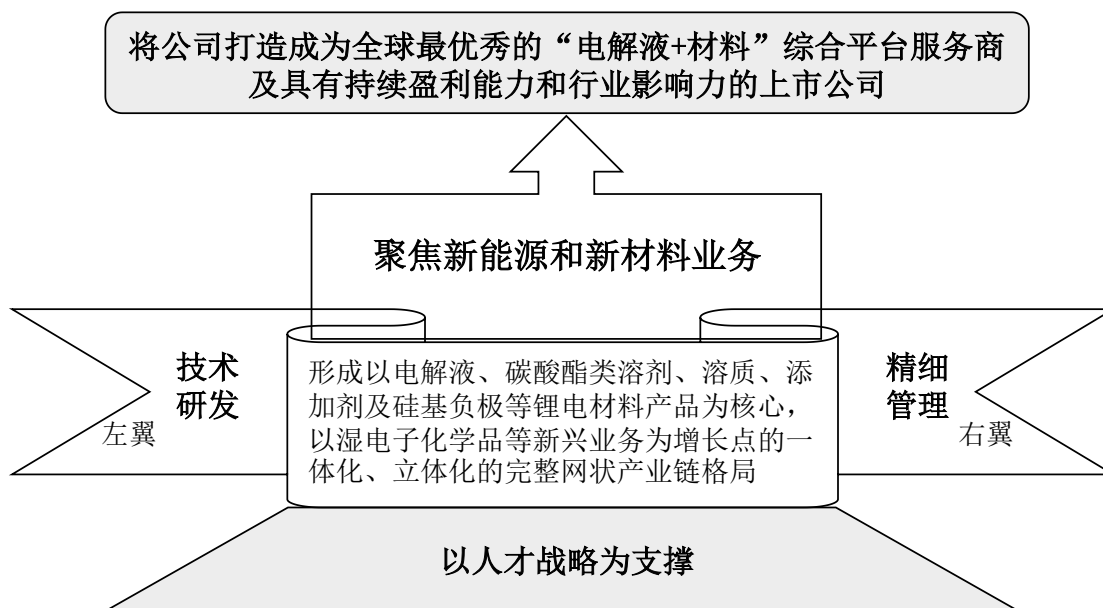 将公司打造成为全球最优秀的“电解液+材料”综合平台服务商
及具有持续盈利能力和行业影响力的上市公司
聚焦新能源和新材料业务
技术
研发
左翼
形成以电解液、碳酸酯类溶剂、溶质、添
加剂及硅基负极等锂电材料产品为核心，
以湿电子化学品等新兴业务为增长点的一
体化、立体化的完整网状产业链格局
精细
管理
右翼
以人才战略为支撑